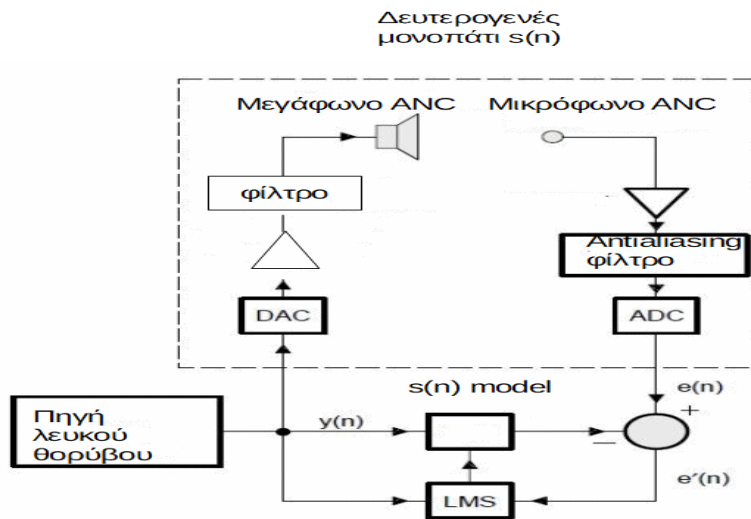 Δευτερογενές
μονοπάτι s(n)
Μεγάφωνο ANC
Μικρόφωνο ANC
φίλτρο
Antialiasing
φίλτρο
DAC
ADC
s(n) model
e(n)
+
Πηγή
λευκού
θορύβου
y(n)
−
e′(n)
LMS